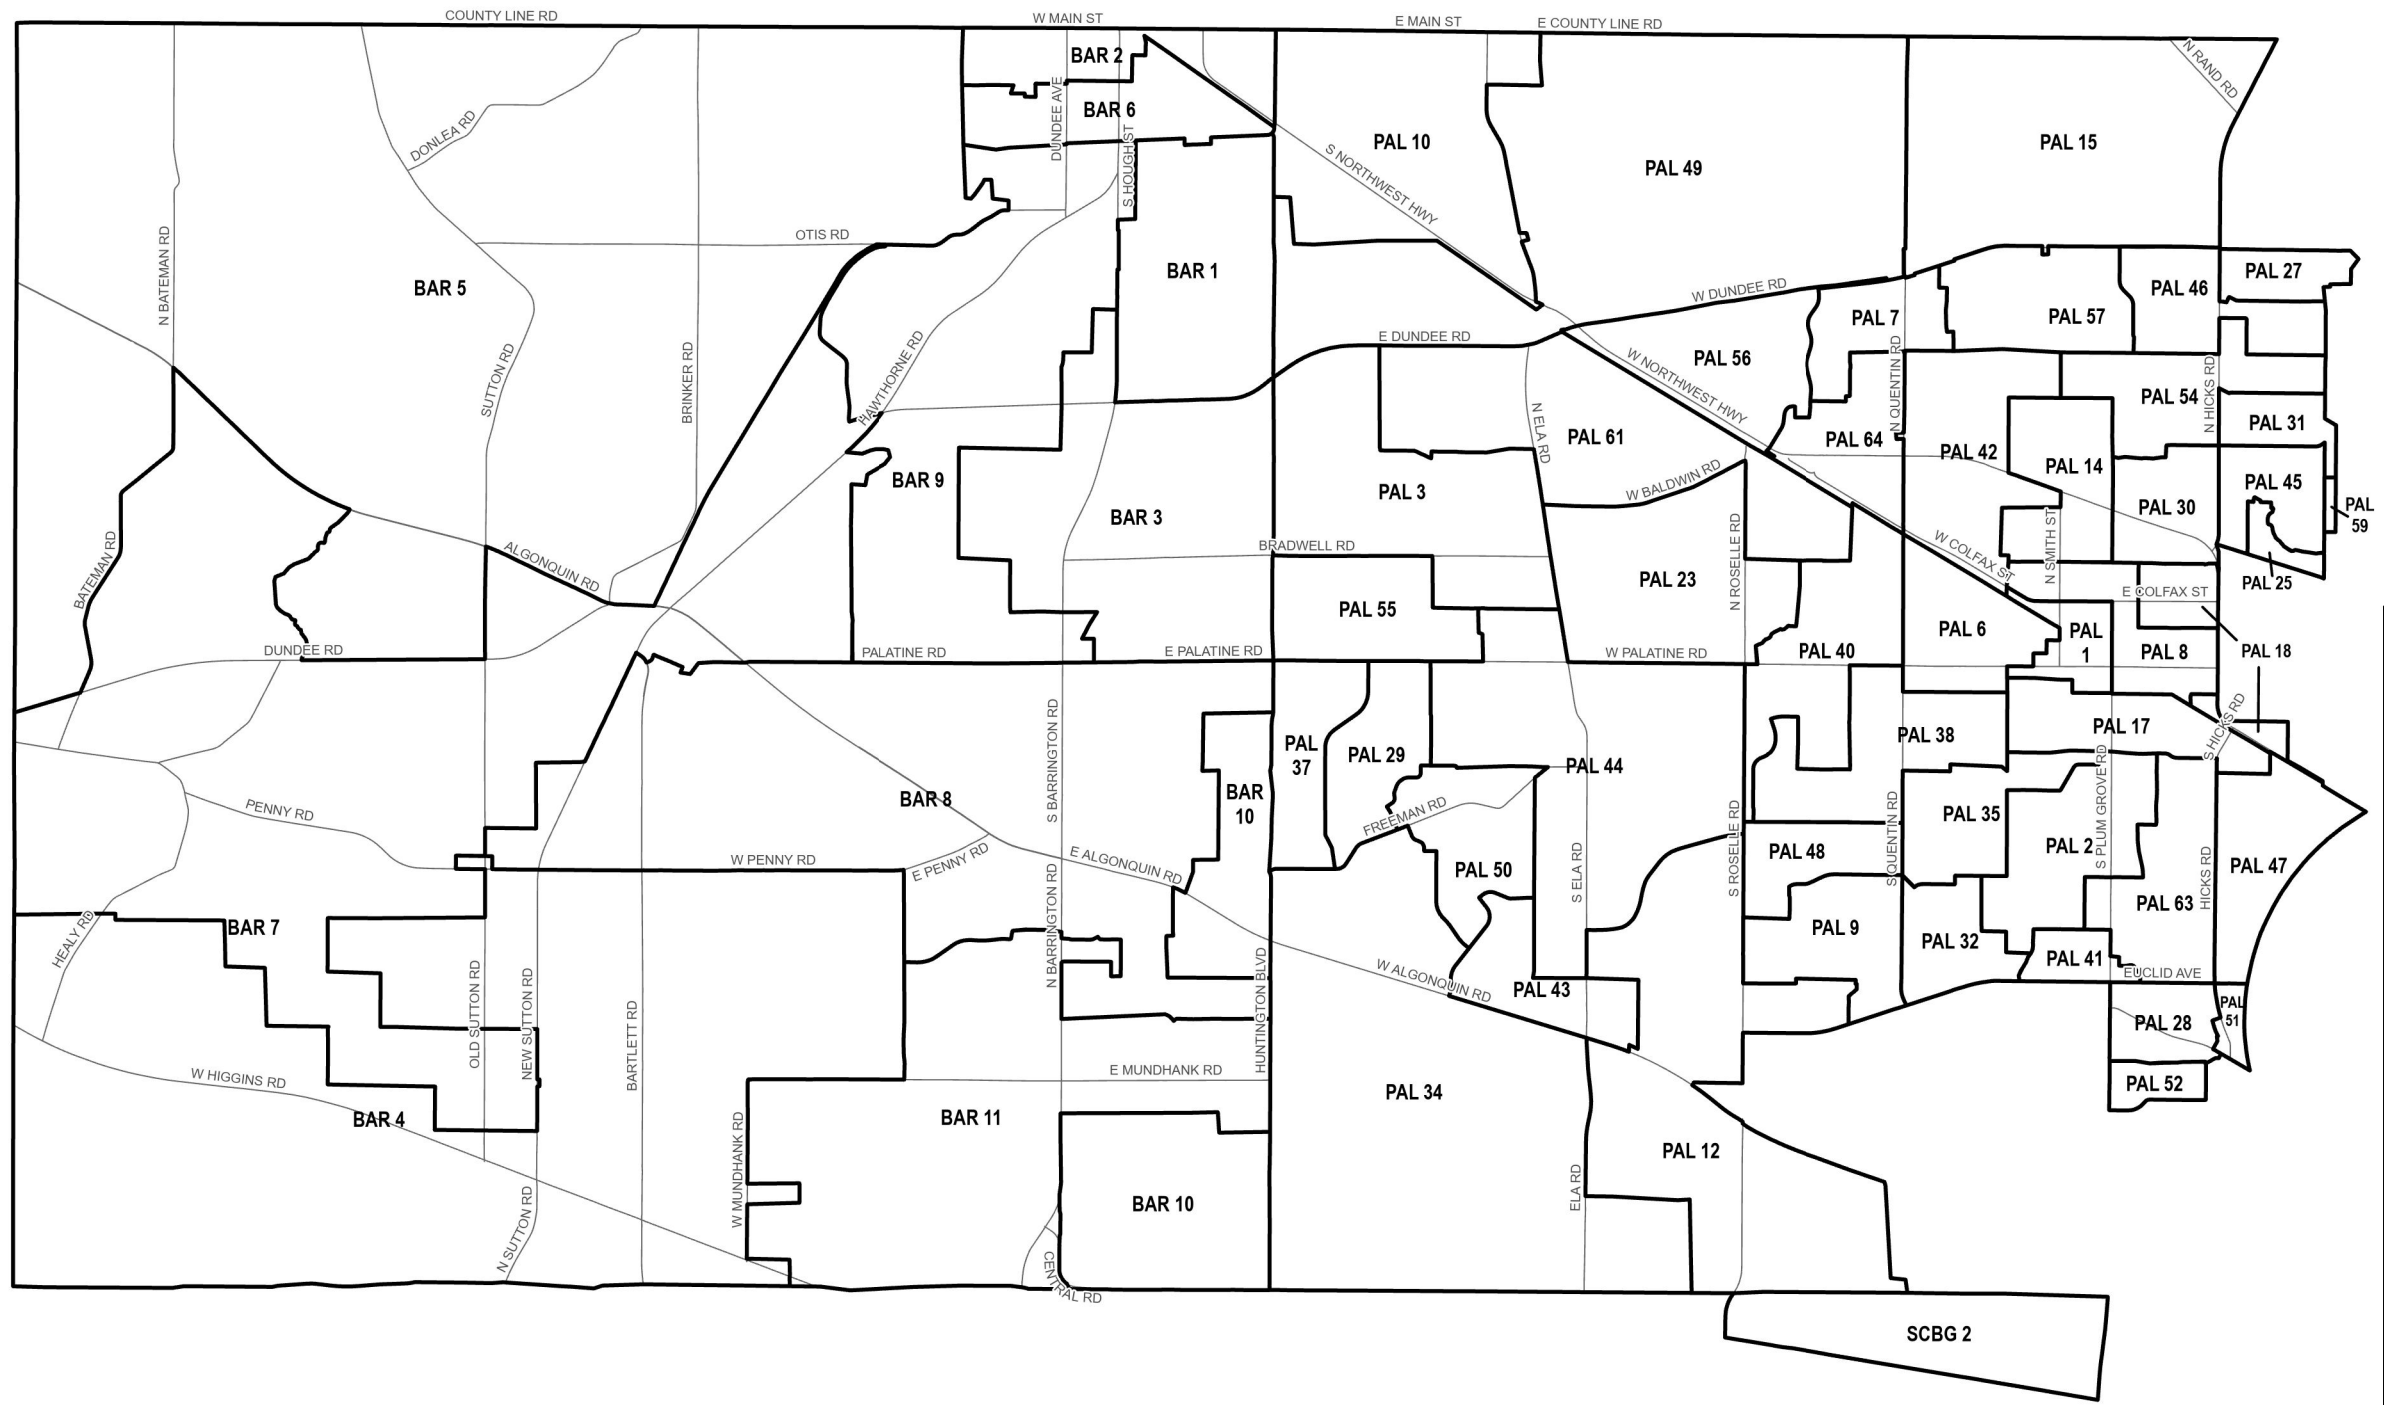 COUNTY LINE RD
W MAIN ST
E MAIN ST
E COUNTY LINE RD
N RAND RD
BAR 2
BAR 6
DUNDEE AVE
S HOUGH ST
DONLEA RD
PAL 10
PAL 49
PAL 15
S NORTHWEST HWY
N BATEMAN RD
OTIS RD
BAR 5
BAR 1
PAL 27
PAL 46
W DUNDEE RD
PAL 7
PAL 57
E DUNDEE RD
SUTTON RD
BRINKER RD
HAWTHORNE RD
W NORTHWEST HWY
PAL 56
N QUENTIN RD
N HICKS RD
PAL 54
PAL 31
N ELA RD
PAL 61
PAL 64
PAL 42
PAL 14
BAR 9
PAL 3
W BALDWIN RD
PAL 45
PAL 30
PAL
59
BAR 3
BRADWELL RD
N ROSELLE RD
N SMITH ST
W COLFAX ST
BATEMAN RD
ALGONQUIN RD
PAL 23
PAL 25
E COLFAX ST
PAL 55
PAL 6
PAL
1
PAL 8
PAL 18
PAL 40
DUNDEE RD
PALATINE RD
E PALATINE RD
W PALATINE RD
S BARRINGTON RD
PAL
37
PAL 29
PAL 44
PAL 38
PAL 17
S HICKS RD
S PLUM GROVE RD
BAR 8
BAR
10
PENNY RD
FREEMAN RD
S ROSELLE RD
S QUENTIN RD
PAL 35
PAL 2
PAL 48
PAL 47
W PENNY RD
E PENNY RD
E ALGONQUIN RD
PAL 50
S ELA RD
HICKS RD
PAL 63
N BARRINGTON RD
BAR 7
HEALY RD
PAL 9
PAL 32
PAL 41
EUCLID AVE
W ALGONQUIN RD
PAL 43
HUNTINGTON BLVD
OLD SUTTON RD
NEW SUTTON RD
BARTLETT RD
PAL
51
PAL 28
PAL 52
W HIGGINS RD
E MUNDHANK RD
PAL 34
BAR 4
BAR 11
W MUNDHANK RD
PAL 12
ELA RD
BAR 10
N SUTTON RD
CENTRAL RD
SCBG 2